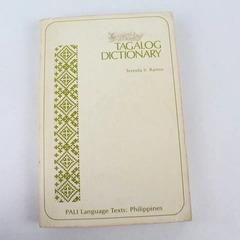 TAGALOG
DICTIONARY
Teresita V. Ramos
PALI Language Texts: Philippines